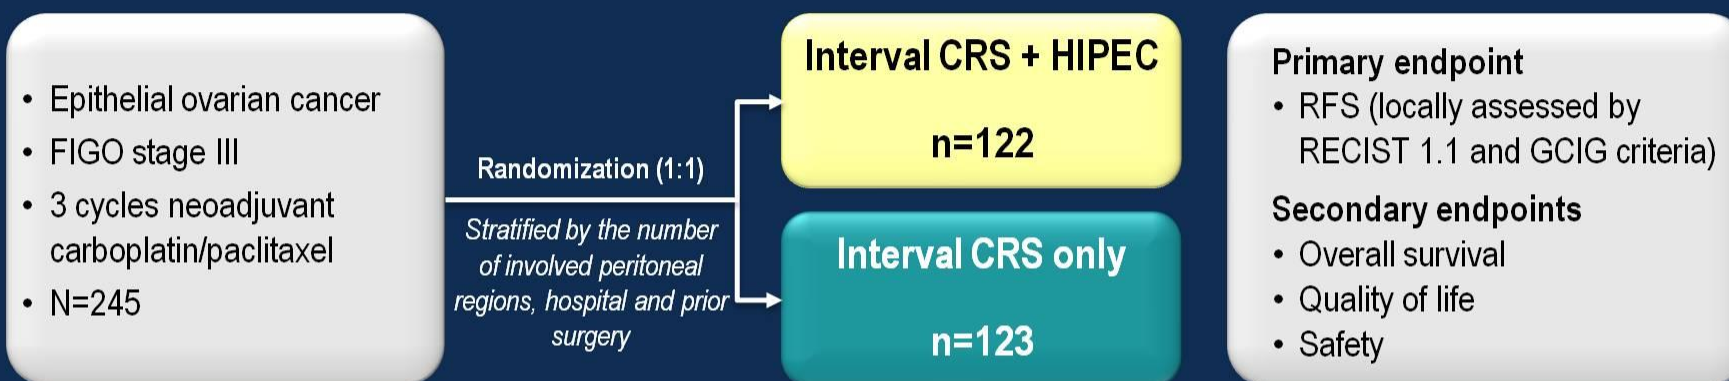 • Epithelial ovarian cancer
• FIGO stage III
• 3 cycles neoadjuvant
carboplatin/paclitaxel
• N=245
Randomization (1:1)
Stratified by the number
of involved peritoneal
regions, hospital and prior
surgery
Interval CRS + HIPEC
n=122
Interval CRS only
n=123
Primary endpoint
• RFS (locally assessed by
RECIST 1.1 and GCIG criteria)
Secondary endpoints
• Overall survival
• Quality of life
• Safety